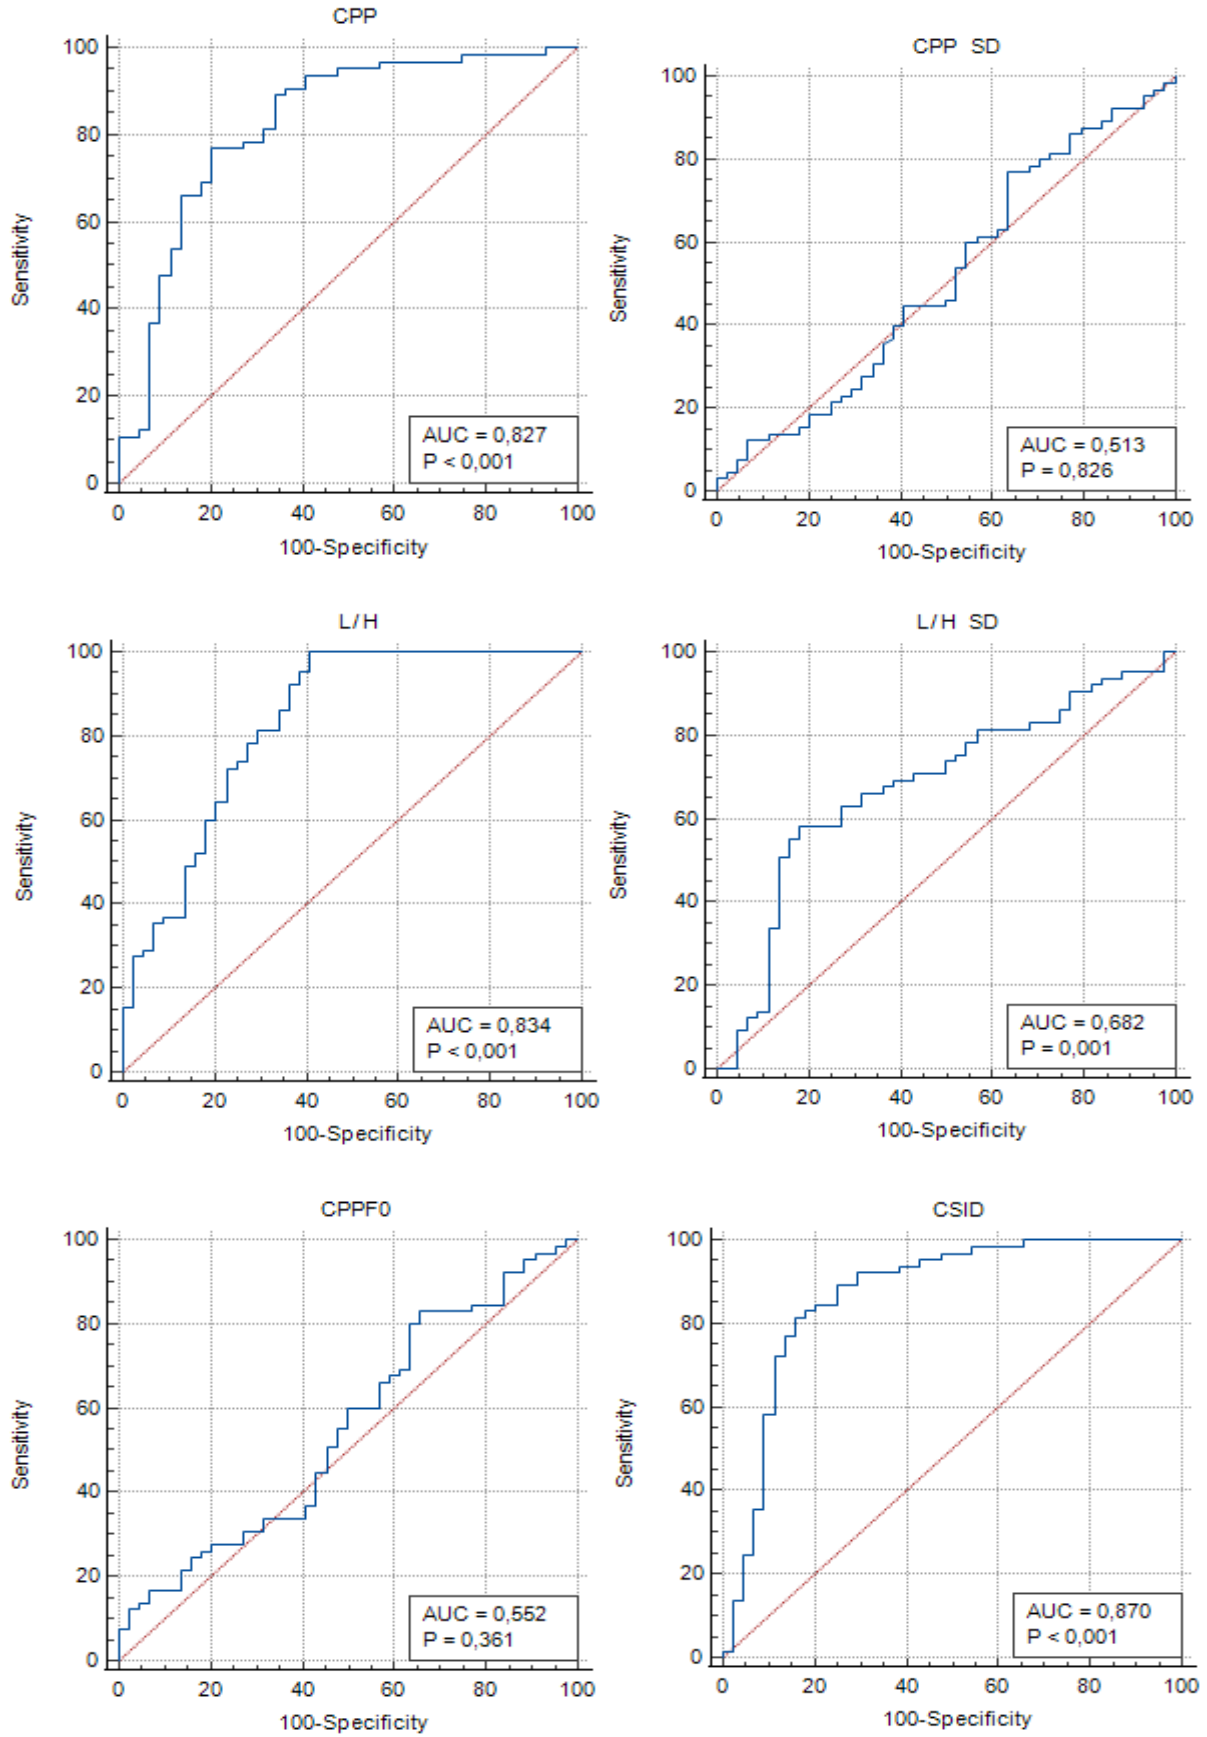 CPP
100
80
60
40
20
0
Sensitivity
AUC = 0,827
P < 0,001
0 20 40 60 80 100
100-Specificity
CPP SD
100
80
60
40
20
0
Sensitivity
AUC = 0,513
P = 0,826
0 20 40 60 80 100
100-Specificity
L/H
100
80
60
40
20
0
Sensitivity
AUC = 0,834
P < 0,001
0 20 40 60 80 100
100-Specificity
L/H SD
100
80
60
40
20
0
Sensitivity
AUC = 0,682
P = 0,001
0 20 40 60 80 100
100-Specificity
CPPF0
100
80
60
40
20
0
Sensitivity
AUC = 0,552
P = 0,361
0 20 40 60 80 100
100-Specificity
CSID
100
80
60
40
20
0
Sensitivity
AUC = 0,870
P < 0,001
0 20 40 60 80 100
100-Specificity